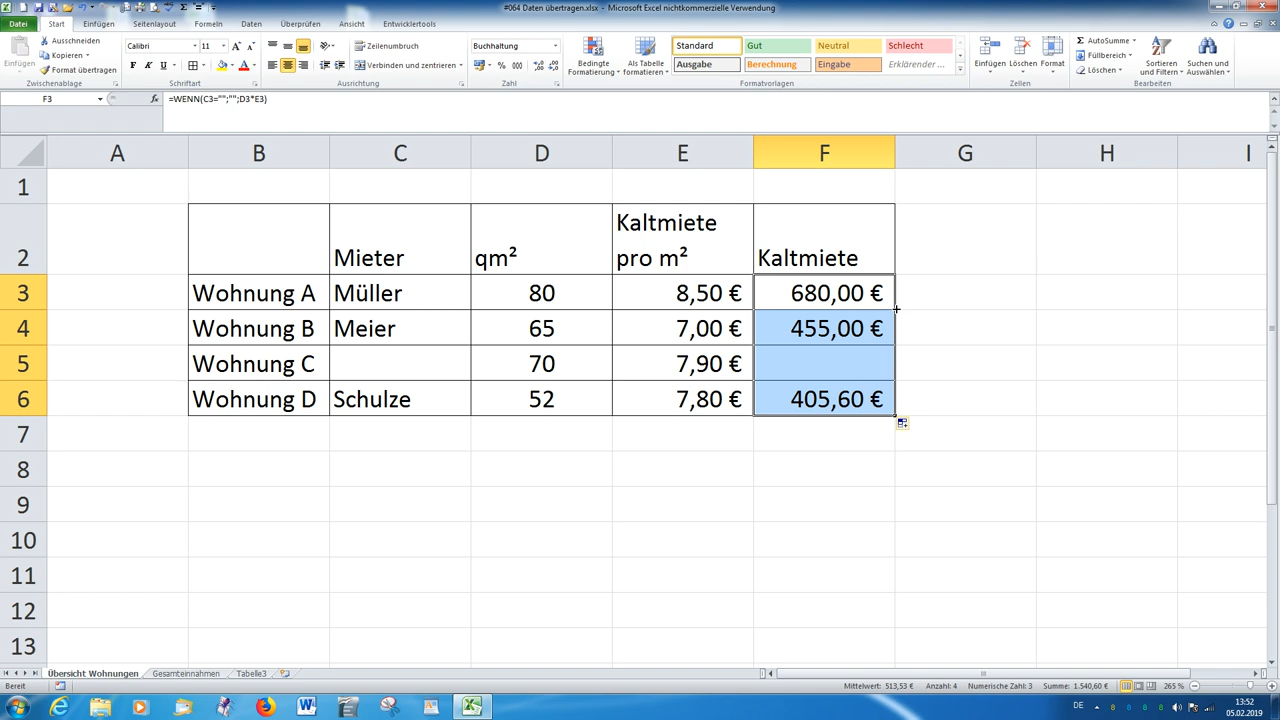 #064 Daten übertragen.xlsx - Microsoft Excel nichtkommerzielle Verwendung
Datei Start Einfügen Seitenlayout Formeln Daten Überprüfen Ansicht Entwicklertools
Einfügen Ausschneiden Kopieren Format übertragen Zwischenablage
Calibri 11 F K U Schriftart
Zeilenumbruch Verbinden und zentrieren Ausrichtung
Buchhaltung % 000 Zahl
Bedingte Formatierung Als Tabelle formatieren
Standard Gut Neutral Schlecht
Ausgabe Berechnung Eingabe Erklärender ...
Formatvorlagen
Einfügen Löschen Format Zellen
AutoSumme Füllbereich Löschen Sortieren und Filtern Suchen und Auswählen Bearbeiten
F3 fx =WENN(C3="";"";D3*E3)
A B C D E F G H I
1
2 Mieter qm² Kaltmiete pro m² Kaltmiete
3 Wohnung A Müller 80 8,50 € 680,00 €
4 Wohnung B Meier 65 7,00 € 455,00 €
5 Wohnung C 70 7,90 €
6 Wohnung D Schulze 52 7,80 € 405,60 €
7
8
9
10
11
12
13
Übersicht Wohnungen Gesamteinnahmen Tabelle3
Bereit Mittelwert: 513,53 € Anzahl: 4 Numerische Zahl: 3 Summe: 1.540,60 € 265 %
DE 13:52
05.02.2019